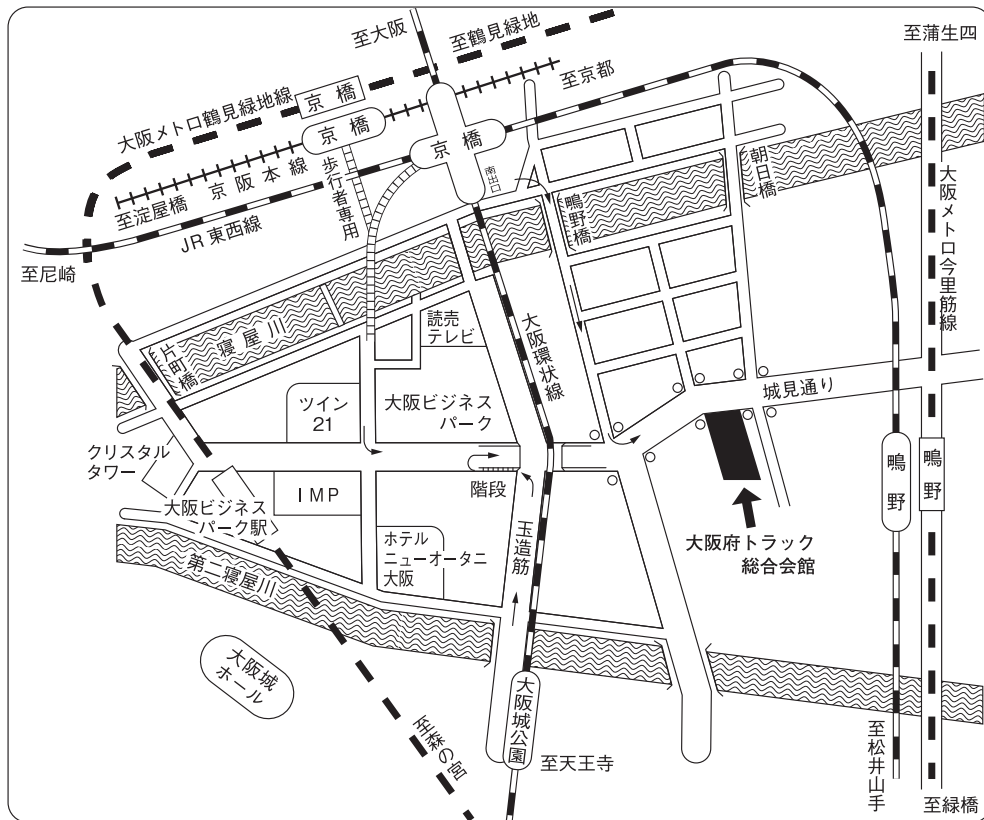 至大阪
至鶴見緑地
至蒲生四
大阪メトロ鶴見緑地線
京橋
至京都
京橋
京橋
至淀屋橋
京阪本線
歩行者専用
南出口
JR東西線
至尼崎
鴫野橋
朝日橋
大阪メトロ今里筋線
片町橋
寝屋川
読売
テレビ
大阪環状線
城見通り
ツイン
21
大阪ビジネス
パーク
クリスタル
タワー
IMP
階段
大阪ビジネス
パーク駅
玉造筋
鴫野
鴫野
大阪府トラック
総合会館
ホテル
ニューオータニ
大阪
第二寝屋川
大阪城
ホール
大阪城公園
至森の宮
至天王寺
至松井山手
至緑橋